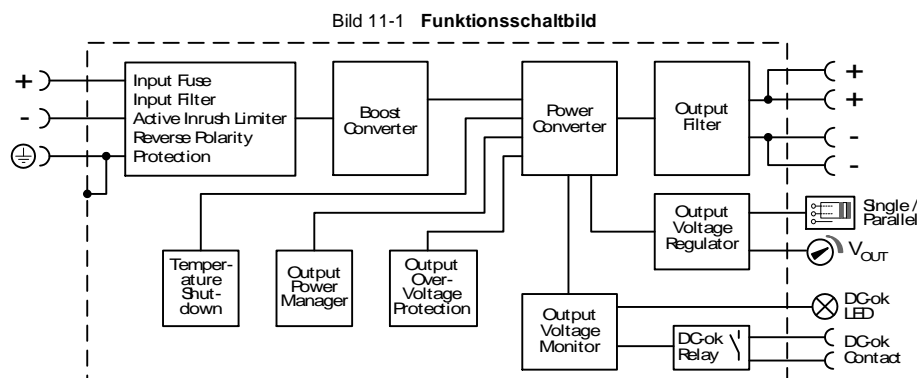 Bild 11-1 Funktionsschaltbild
+
-
Input Fuse
Input Filter
Active Inrush Limiter
Reverse Polarity
Protection
Boost
Converter
Power
Converter
Output
Filter
+
+
-
-
Output
Voltage
Regulator
Single /
Parallel
VOUT
Temper-
ature
Shut-
down
Output
Power
Manager
Output
Over-
Voltage
Protection
Output
Voltage
Monitor
DC-ok
LED
DC-ok
Relay
DC-ok
Contact